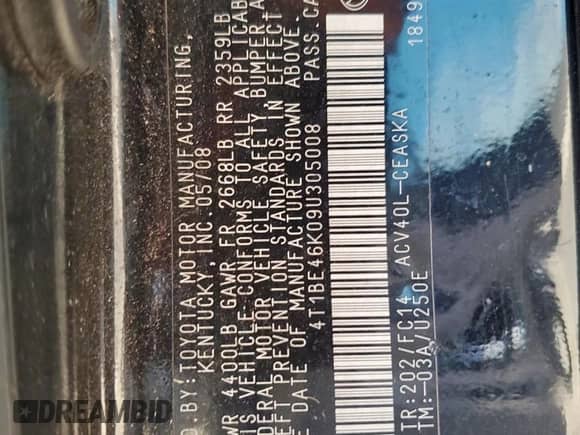 D.BY:TOYOTA MOTOR MANUFACTURING,
KENTUCKY, INC. 05/08
WR 4400LB GAWR FR 2668LB RR 2359LB
IS VEHICLE CONFORMS TO ALL APPLICAB
DERAL MOTOR VEHICLE SAFETY, BUMPER, A
EFT PREVENTION STANDARDS IN EFFECT
E DATE OF MANUFACTURE SHOWN ABOVE.
4T1BE46K09U305008 PASS.CA
TR:202/FC14 ACV40L-CEASKA 1849
TM:-03A/U250E
DREAMBID